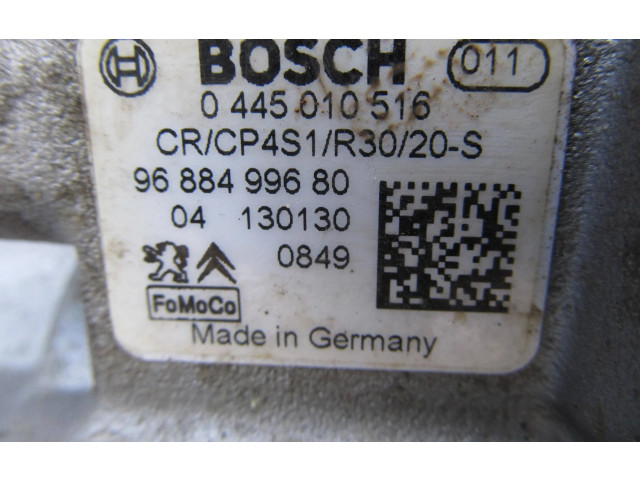 BOSCH 011
0 445 010 516
CR/CP4S1/R30/20-S
96 884 996 80
04 130130
0849
FoMoCo
Made in Germany